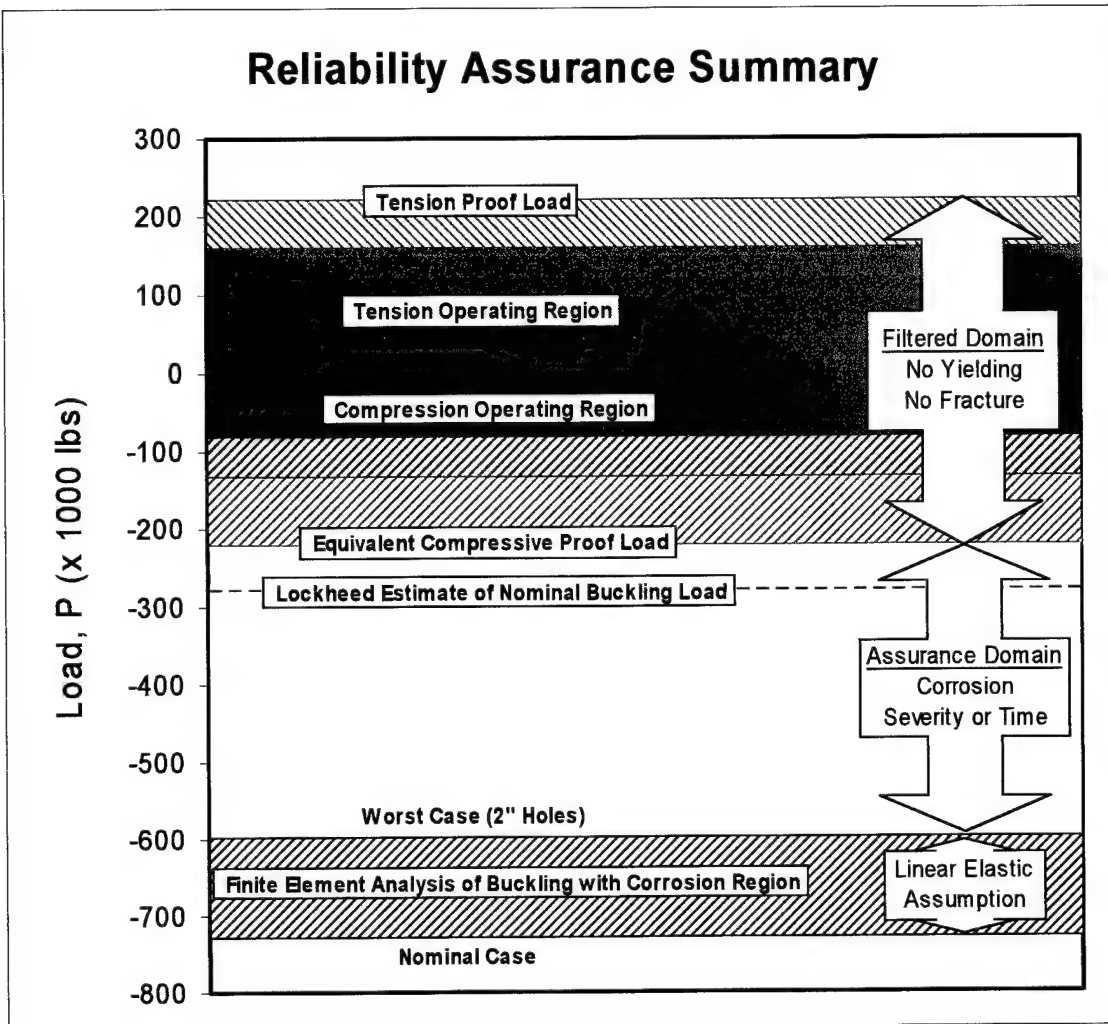 Reliability Assurance Summary
300
200
100
0
-100
-200
-300
-400
-500
-600
-700
-800
Load, P (x 1000 lbs)
Tension Proof Load
Tension Operating Region
Compression Operating Region
Filtered Domain
No Yielding
No Fracture
Equivalent Compressive Proof Load
Lockheed Estimate of Nominal Buckling Load
Assurance Domain
Corrosion
Severity or Time
Worst Case (2" Holes)
Finite Element Analysis of Buckling with Corrosion Region
Linear Elastic
Assumption
Nominal Case